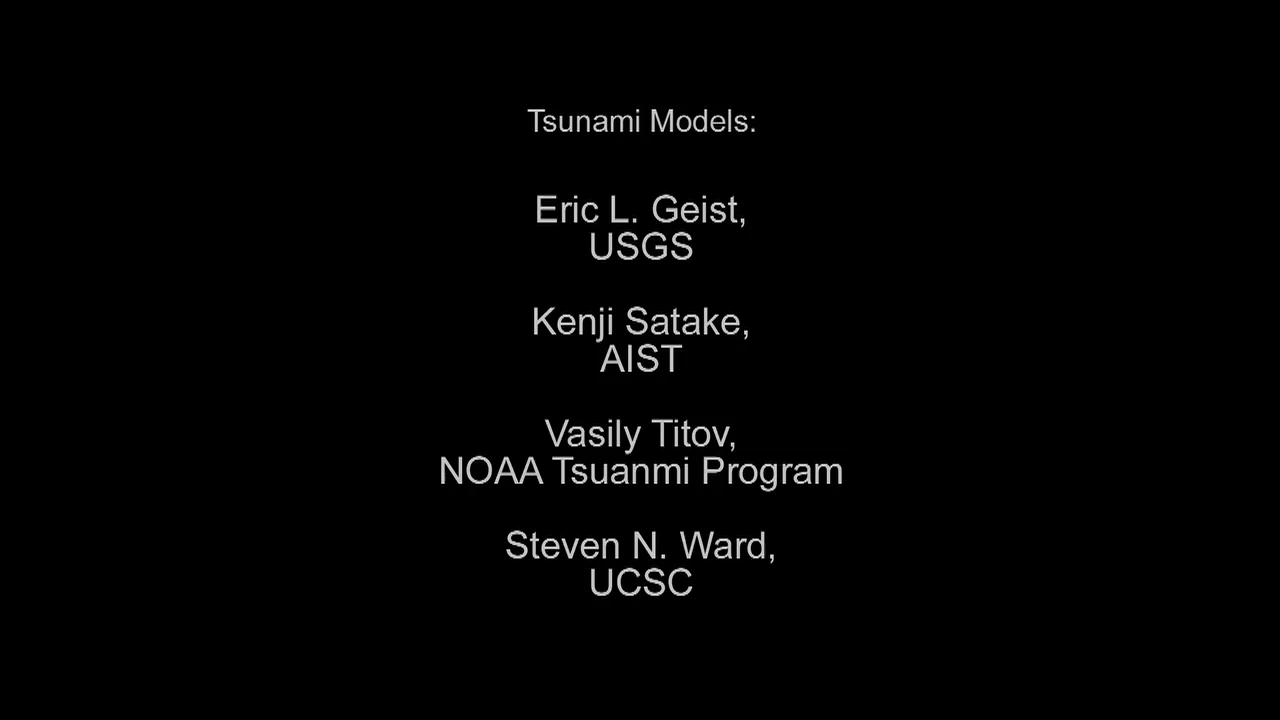 Tsunami Models:
Eric L. Geist,
USGS
Kenji Satake,
AIST
Vasily Titov,
NOAA Tsuanmi Program
Steven N. Ward,
UCSC